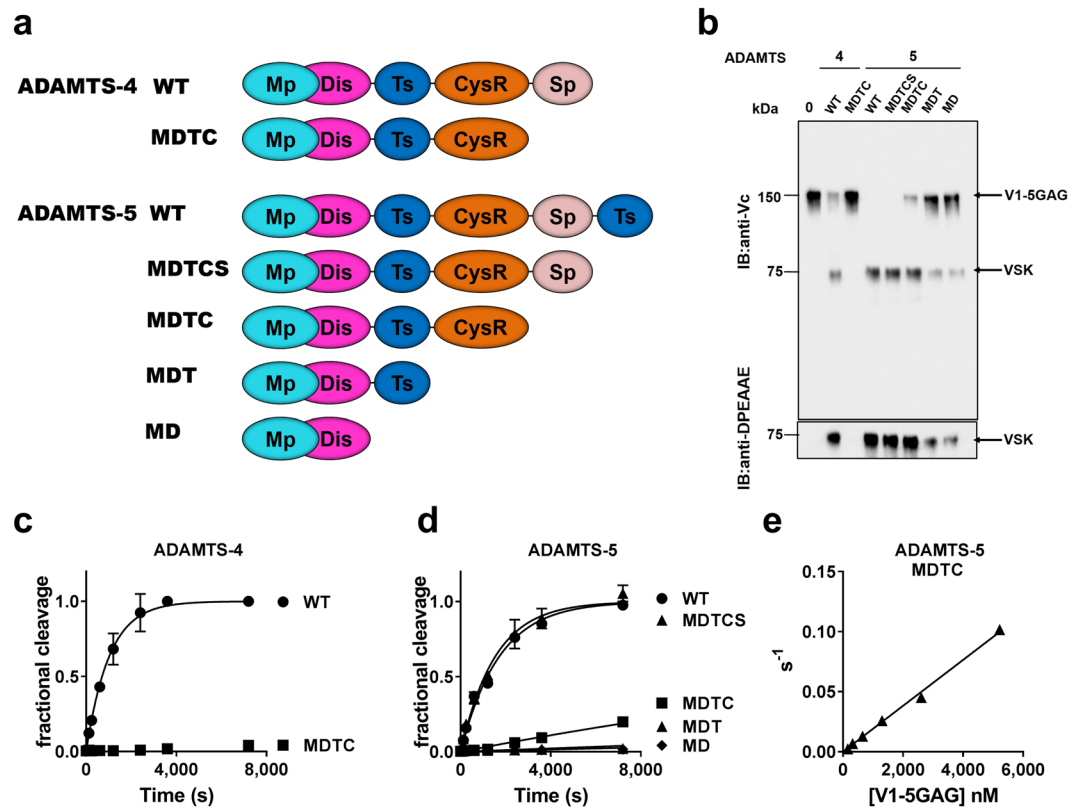 a
ADAMTS-4 WT Mp Dis Ts CysR Sp
MDTC Mp Dis Ts CysR
ADAMTS-5 WT Mp Dis Ts CysR Sp Ts
MDTCS Mp Dis Ts CysR Sp
MDTC Mp Dis Ts CysR
MDT Mp Dis Ts
MD Mp Dis
b
ADAMTS 4 5
kDa 0 WT MDTC WT MDTCS MDTC MDT MD
IB:anti-Vc
150 V1-5GAG
75 VSK
IB:anti-DPEAAE
75 VSK
c
ADAMTS-4
fractional cleavage
1.0
0.5
0.0
0 4,000 8,000
Time (s)
WT
MDTC
d
ADAMTS-5
fractional cleavage
1.0
0.5
0.0
0 4,000 8,000
Time (s)
WT
MDTCS
MDTC
MDT
MD
e
ADAMTS-5
MDTC
s-1
0.15
0.10
0.05
0.00
0 2,000 4,000 6,000
[V1-5GAG] nM